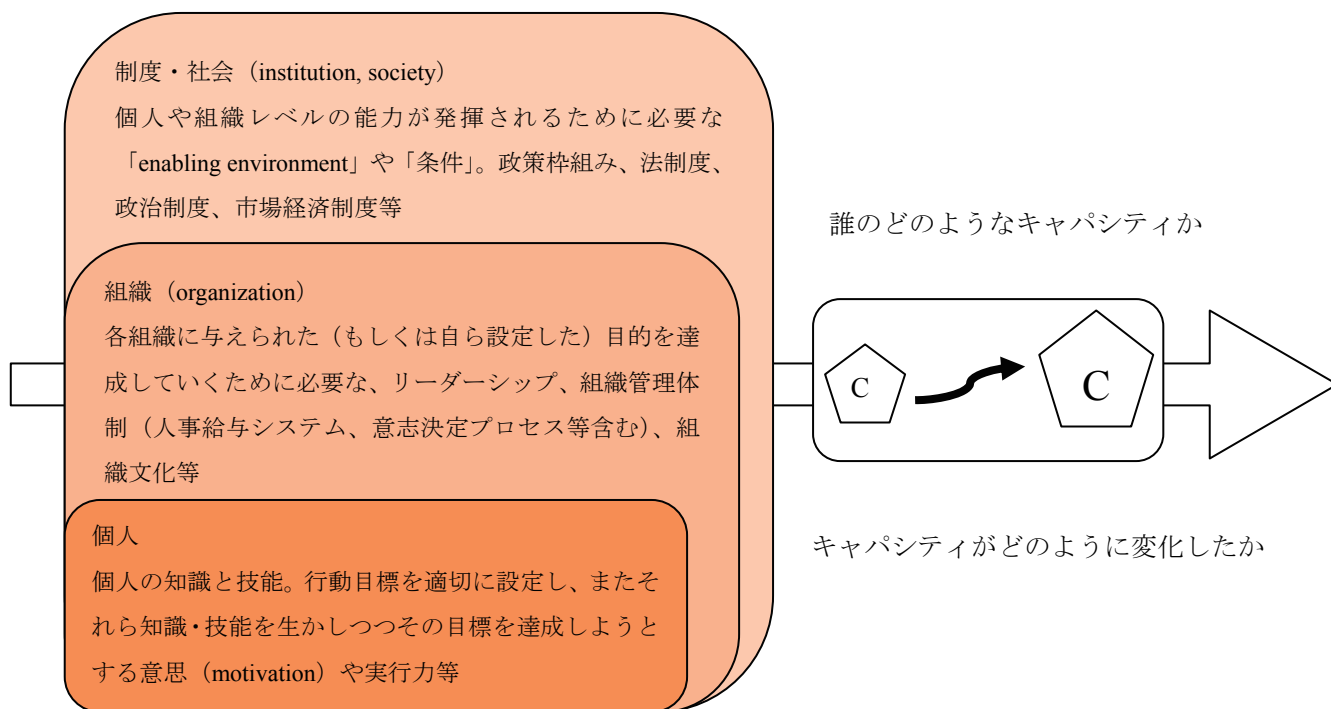 制度・社会（institution, society）
個人や組織レベルの能力が発揮されるために必要な
「enabling environment」や「条件」。政策枠組み、法制度、
政治制度、市場経済制度等
組織（organization）
各組織に与えられた（もしくは自ら設定した）目的を達
成していくために必要な、リーダーシップ、組織管理体
制（人事給与システム、意志決定プロセス等含む）、組
織文化等
個人
個人の知識と技能。行動目標を適切に設定し、またそ
れら知識・技能を生かしつつその目標を達成しようと
する意思（motivation）や実行力等
誰のどのようなキャパシティか
C
C
キャパシティがどのように変化したか